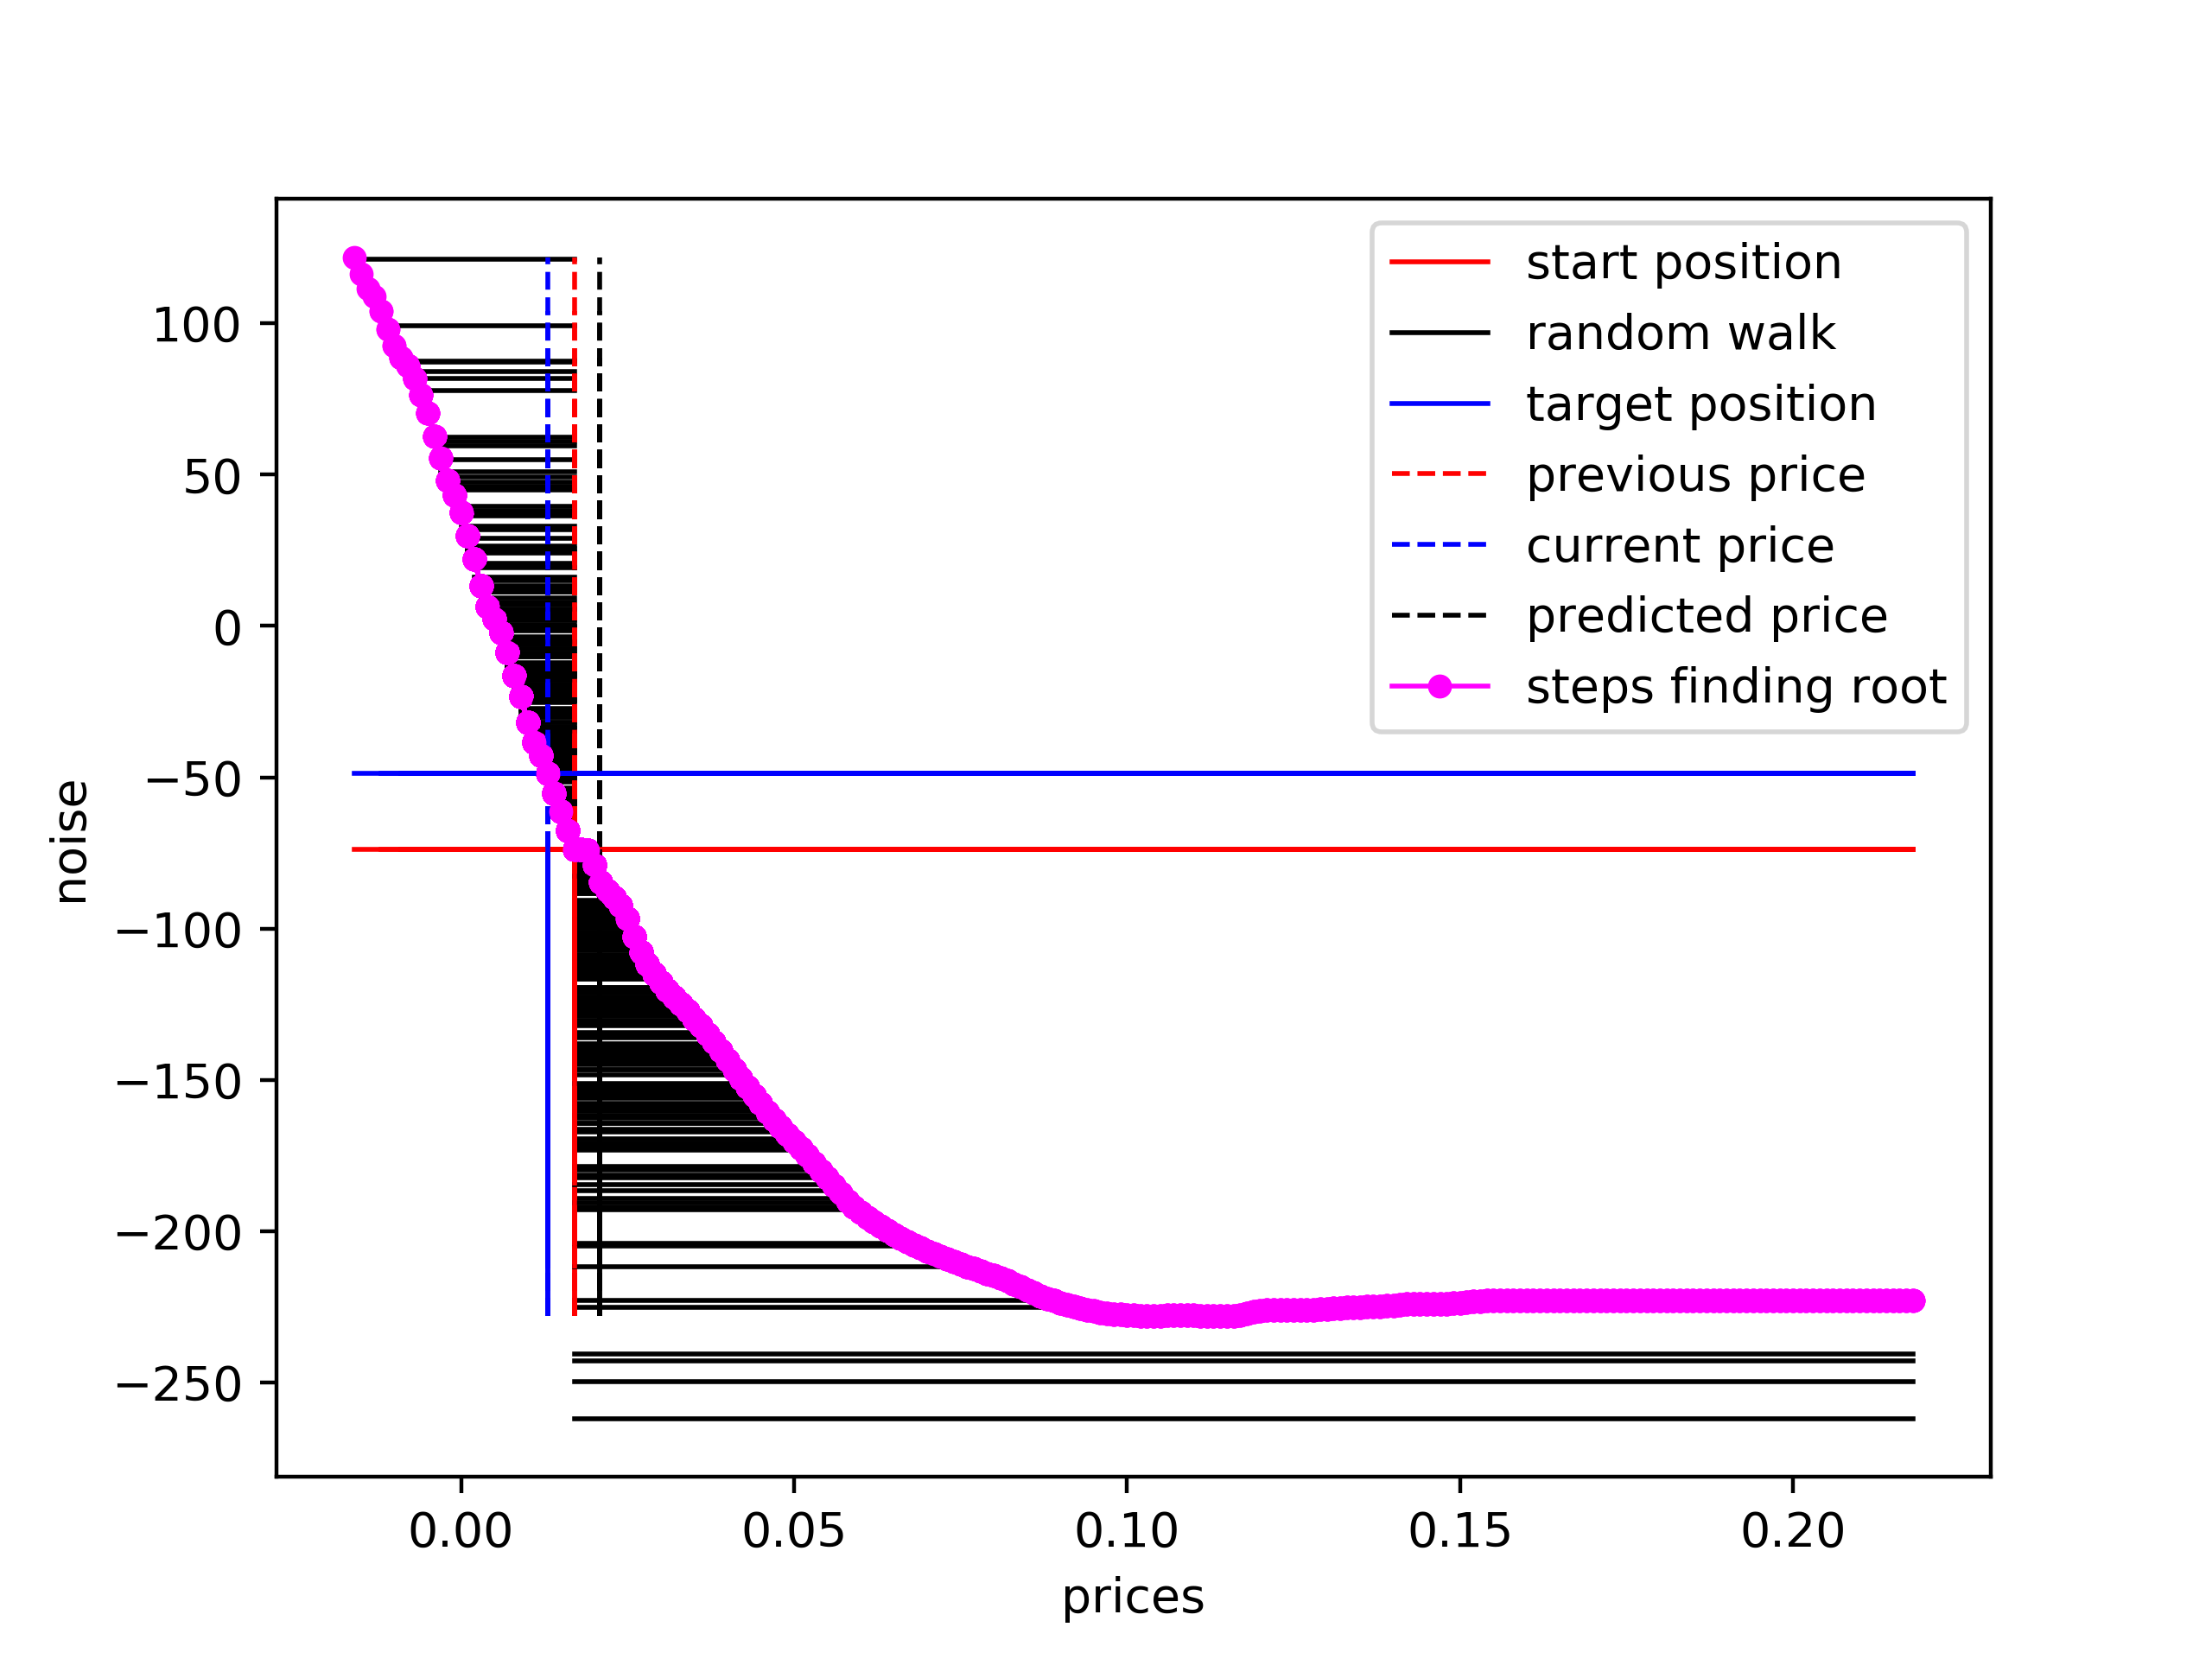 100
50
0
−50
−100
−150
−200
−250
noise
0.00 0.05 0.10 0.15 0.20
prices
start position
random walk
target position
previous price
current price
predicted price
steps finding root